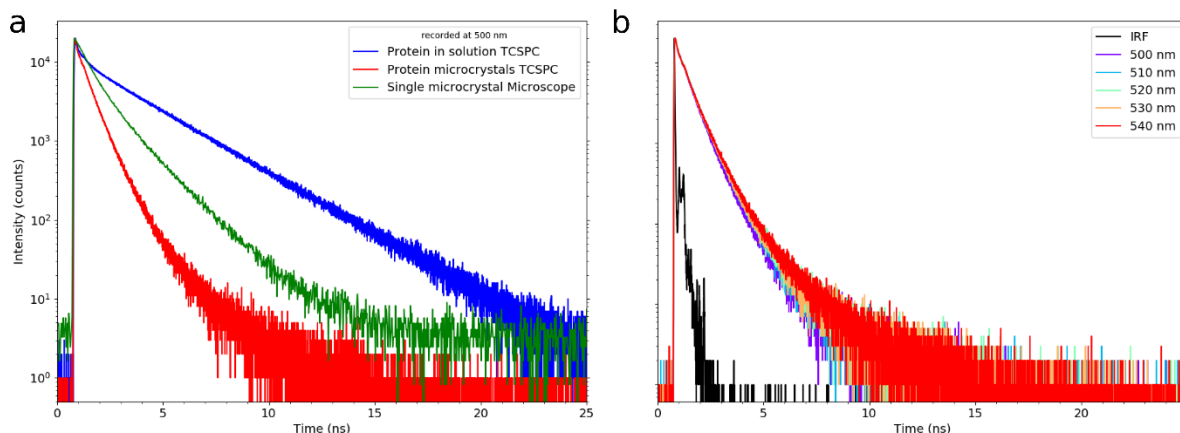 a
recorded at 500 nm
Protein in solution TCSPC
Protein microcrystals TCSPC
Single microcrystal Microscope
Intensity (counts)
10⁴
10³
10²
10¹
10⁰
0 5 10 15 20 25
Time (ns)
b
IRF
500 nm
510 nm
520 nm
530 nm
540 nm
0 5 10 15 20
Time (ns)